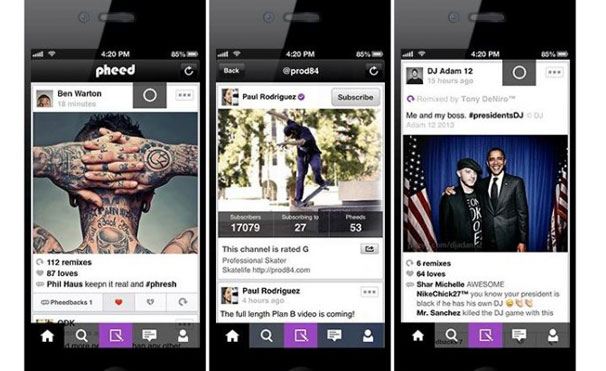 4:20 PM
85%
pheed
Ben Warton
18 minutes
112 remixes
87 loves
Phil Haus keepn it real and #phresh
Pheedbacks 1
4:20 PM
85%
Back
@prod84
Paul Rodriguez
Subscribe
Subscribers
Subscribing to
Pheeds
17079
27
53
This channel is rated G
Professional Skater
Skatelife http://prod84.com
Paul Rodriguez
4 hours ago
The full length Plan B video is coming!
4:20 PM
85%
DJ Adam 12
15 hours ago
Remixed by Tony DeNiro™
Me and my boss. #presidentsDJ © DJ
Adam 12 2013
6 remixes
64 loves
Shar Michelle AWESOME
NikeChick27™ you know your president is
black if he has his own DJ 😄👏👏
Mr. Sanchez killed the DJ game with this